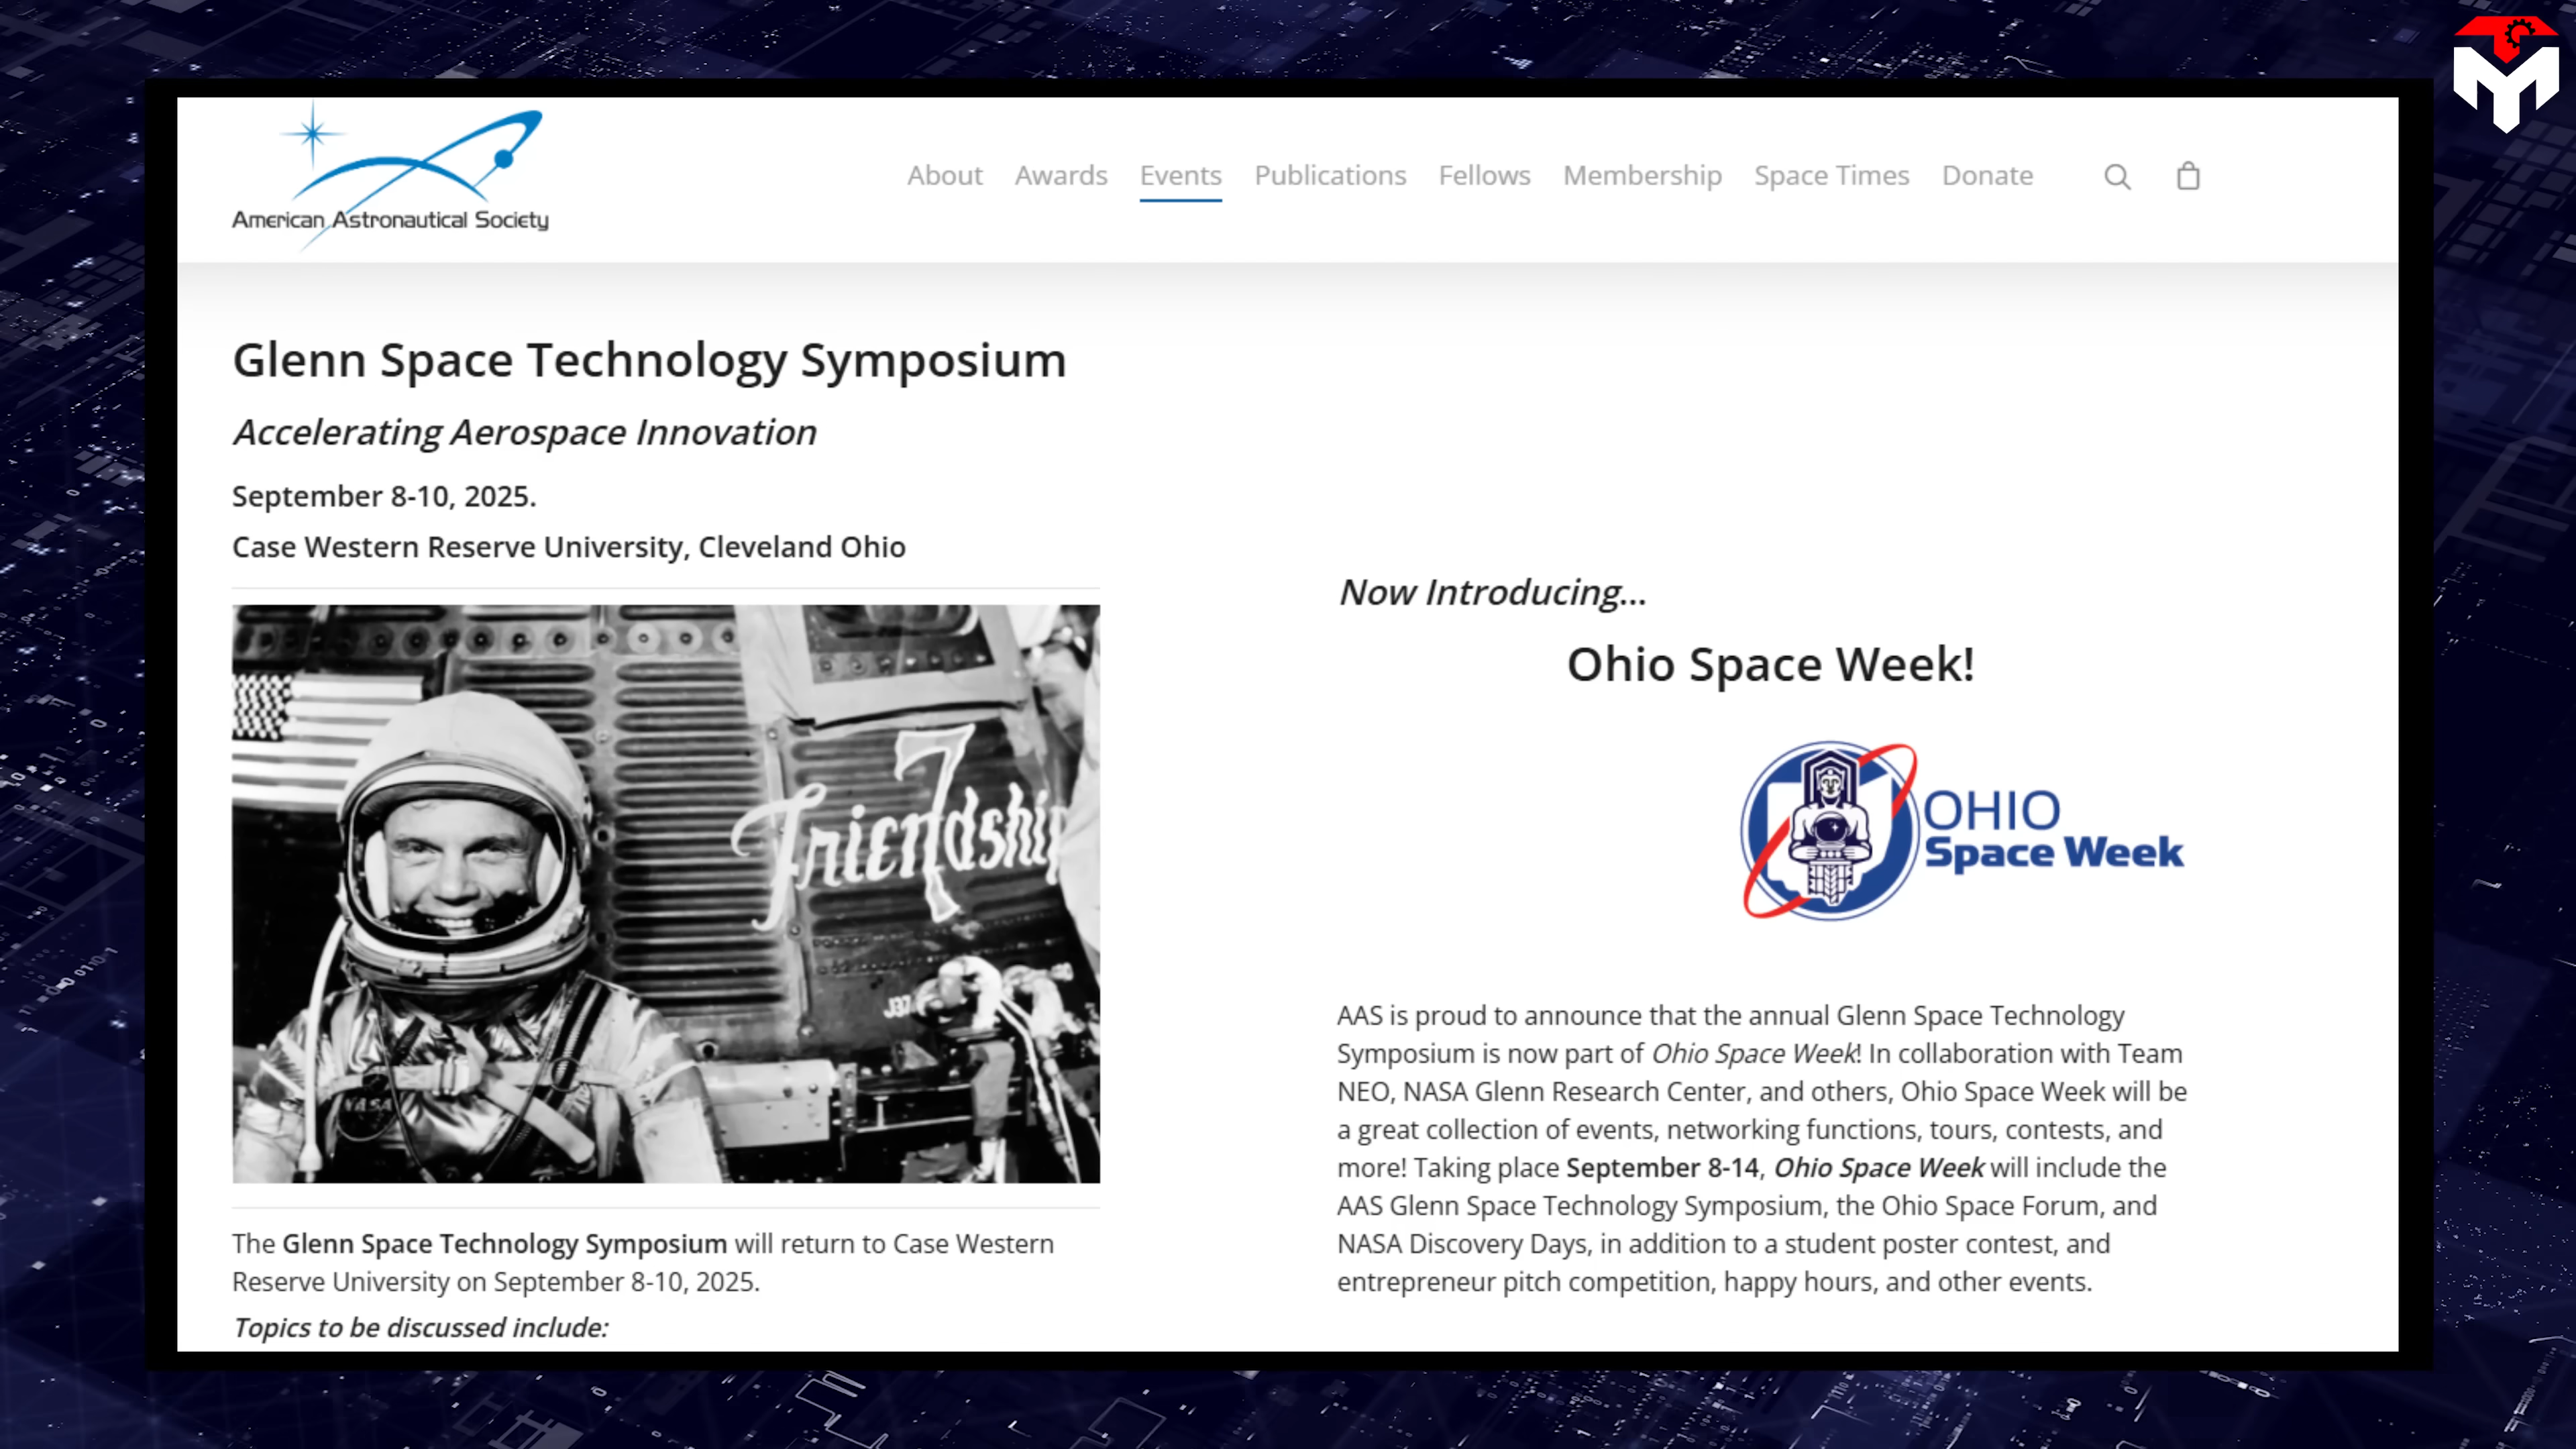 American Astronautical Society
About Awards Events Publications Fellows Membership Space Times Donate
Glenn Space Technology Symposium
Accelerating Aerospace Innovation
September 8-10, 2025.
Case Western Reserve University, Cleveland Ohio
Friendship
7
J37
NASA
The Glenn Space Technology Symposium will return to Case Western
Reserve University on September 8-10, 2025.
Topics to be discussed include:
Now Introducing...
Ohio Space Week!
OHIO
Space Week
AAS is proud to announce that the annual Glenn Space Technology
Symposium is now part of Ohio Space Week! In collaboration with Team
NEO, NASA Glenn Research Center, and others, Ohio Space Week will be
a great collection of events, networking functions, tours, contests, and
more! Taking place September 8-14, Ohio Space Week will include the
AAS Glenn Space Technology Symposium, the Ohio Space Forum, and
NASA Discovery Days, in addition to a student poster contest, and
entrepreneur pitch competition, happy hours, and other events.